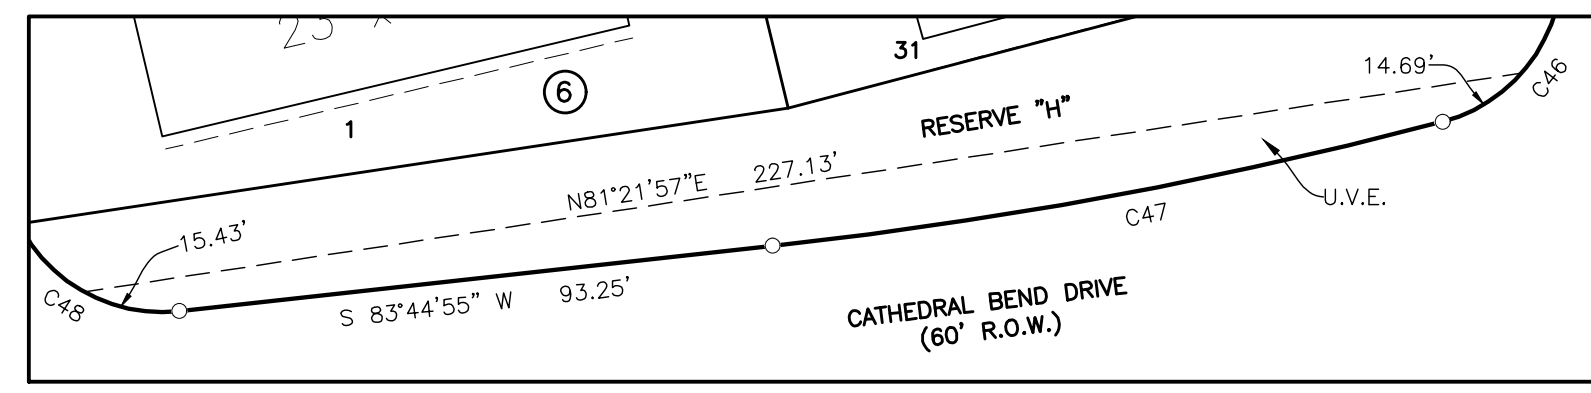 25'
31
14.69'
C46
6
1
RESERVE "H"
N81°21'57"E 227.13'
U.V.E.
C47
15.43'
C48
S 83°44'55" W 93.25'
CATHEDRAL BEND DRIVE
(60' R.O.W.)